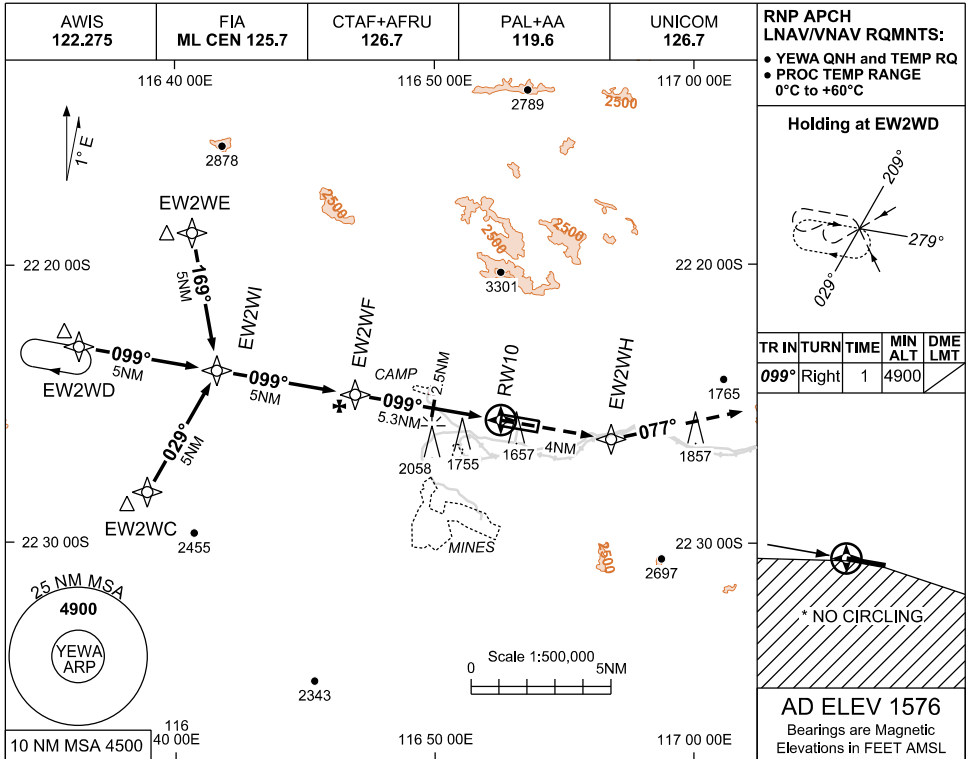 AWIS
122.275
FIA
ML CEN 125.7
CTAF+AFRU
126.7
PAL+AA
119.6
UNICOM
126.7
RNP APCH
LNAV/VNAV RQMNTS:
• YEWA QNH and TEMP RQ
• PROC TEMP RANGE
0°C to +60°C
116 40 00E
116 50 00E
117 00 00E
2789
2500
1° E
2878
2500
EW2WE
2500
2500
22 20 00S
22 20 00S
3301
169°
5NM
EW2WI
EW2WF
099°
5NM
EW2WD
099°
5NM
CAMP
099°
5.3NM
2.5NM
RW10
EW2WH
4NM
077°
1765
029°
5NM
2058
1755
1657
1857
EW2WC
2455
22 30 00S
22 30 00S
MINES
2500
2697
25 NM MSA
4900
YEWA
ARP
Scale 1:500,000
0
5NM
2343
10 NM MSA 4500
116
40 00E
116 50 00E
117 00 00E
Holding at EW2WD
209°
279°
029°
TR IN
TURN
TIME
MIN
ALT
DME
LMT
099°
Right
1
4900
* NO CIRCLING
AD ELEV 1576
Bearings are Magnetic
Elevations in FEET AMSL